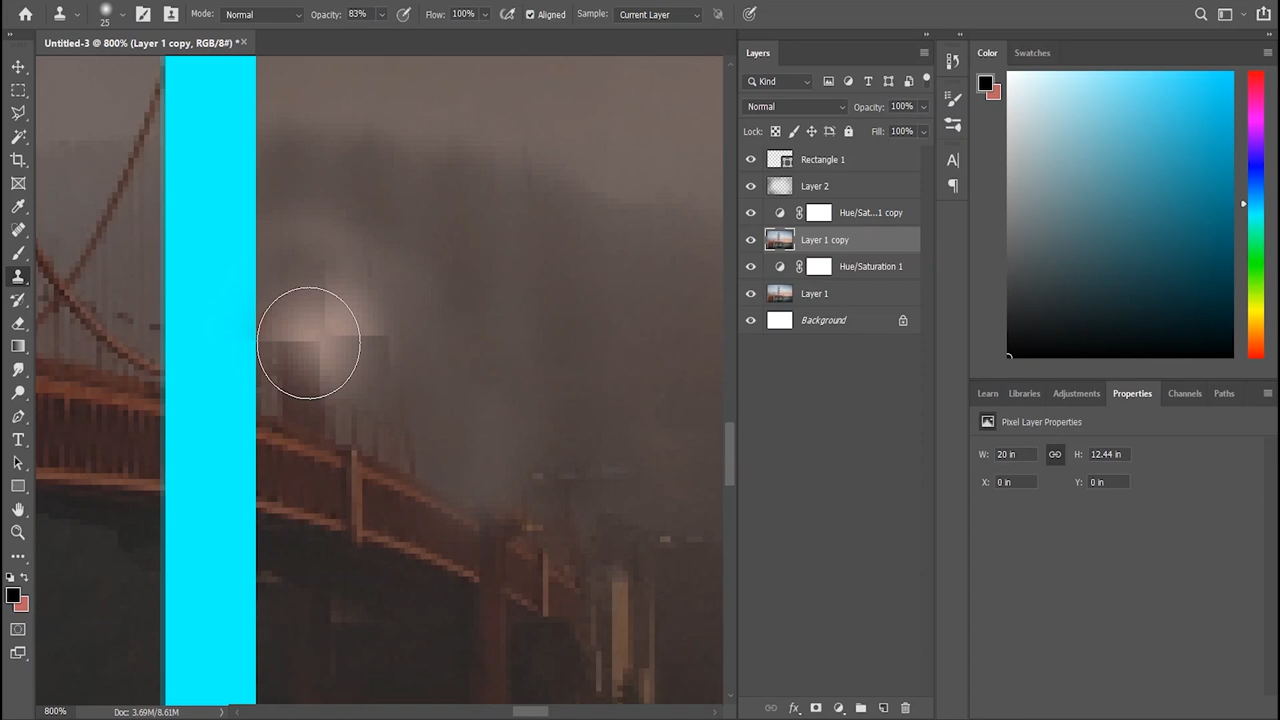 25
Mode: Normal
Opacity: 83%
Flow: 100%
Aligned
Sample: Current Layer
Untitled-3 @ 800% (Layer 1 copy, RGB/8#) *
Layers
Kind
Normal
Opacity: 100%
Lock:
Fill: 100%
Rectangle 1
Layer 2
Hue/Sat...1 copy
Layer 1 copy
Hue/Saturation 1
Layer 1
Background
fx
Color
Swatches
Learn
Libraries
Adjustments
Properties
Channels
Paths
Pixel Layer Properties
W: 20 in
H: 12.44 in
X: 0 in
Y: 0 in
800%
Doc: 3.69M/8.61M